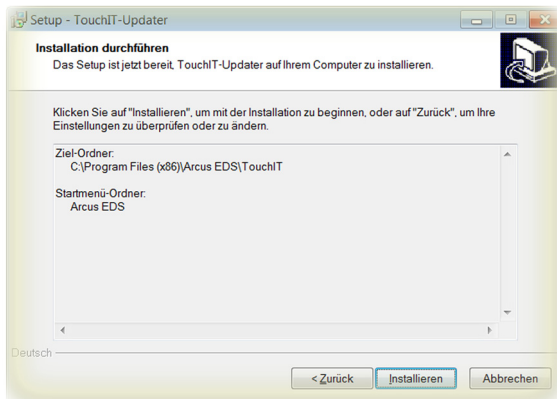 Setup - TouchIT-Updater
Installation durchführen
Das Setup ist jetzt bereit, TouchIT-Updater auf Ihrem Computer zu installieren.
Klicken Sie auf "Installieren", um mit der Installation zu beginnen, oder auf "Zurück", um Ihre
Einstellungen zu überprüfen oder zu ändern.
Ziel-Ordner:
C:\Program Files (x86)\Arcus EDS\TouchIT
Startmenü-Ordner:
Arcus EDS
Deutsch
< Zurück
Installieren
Abbrechen